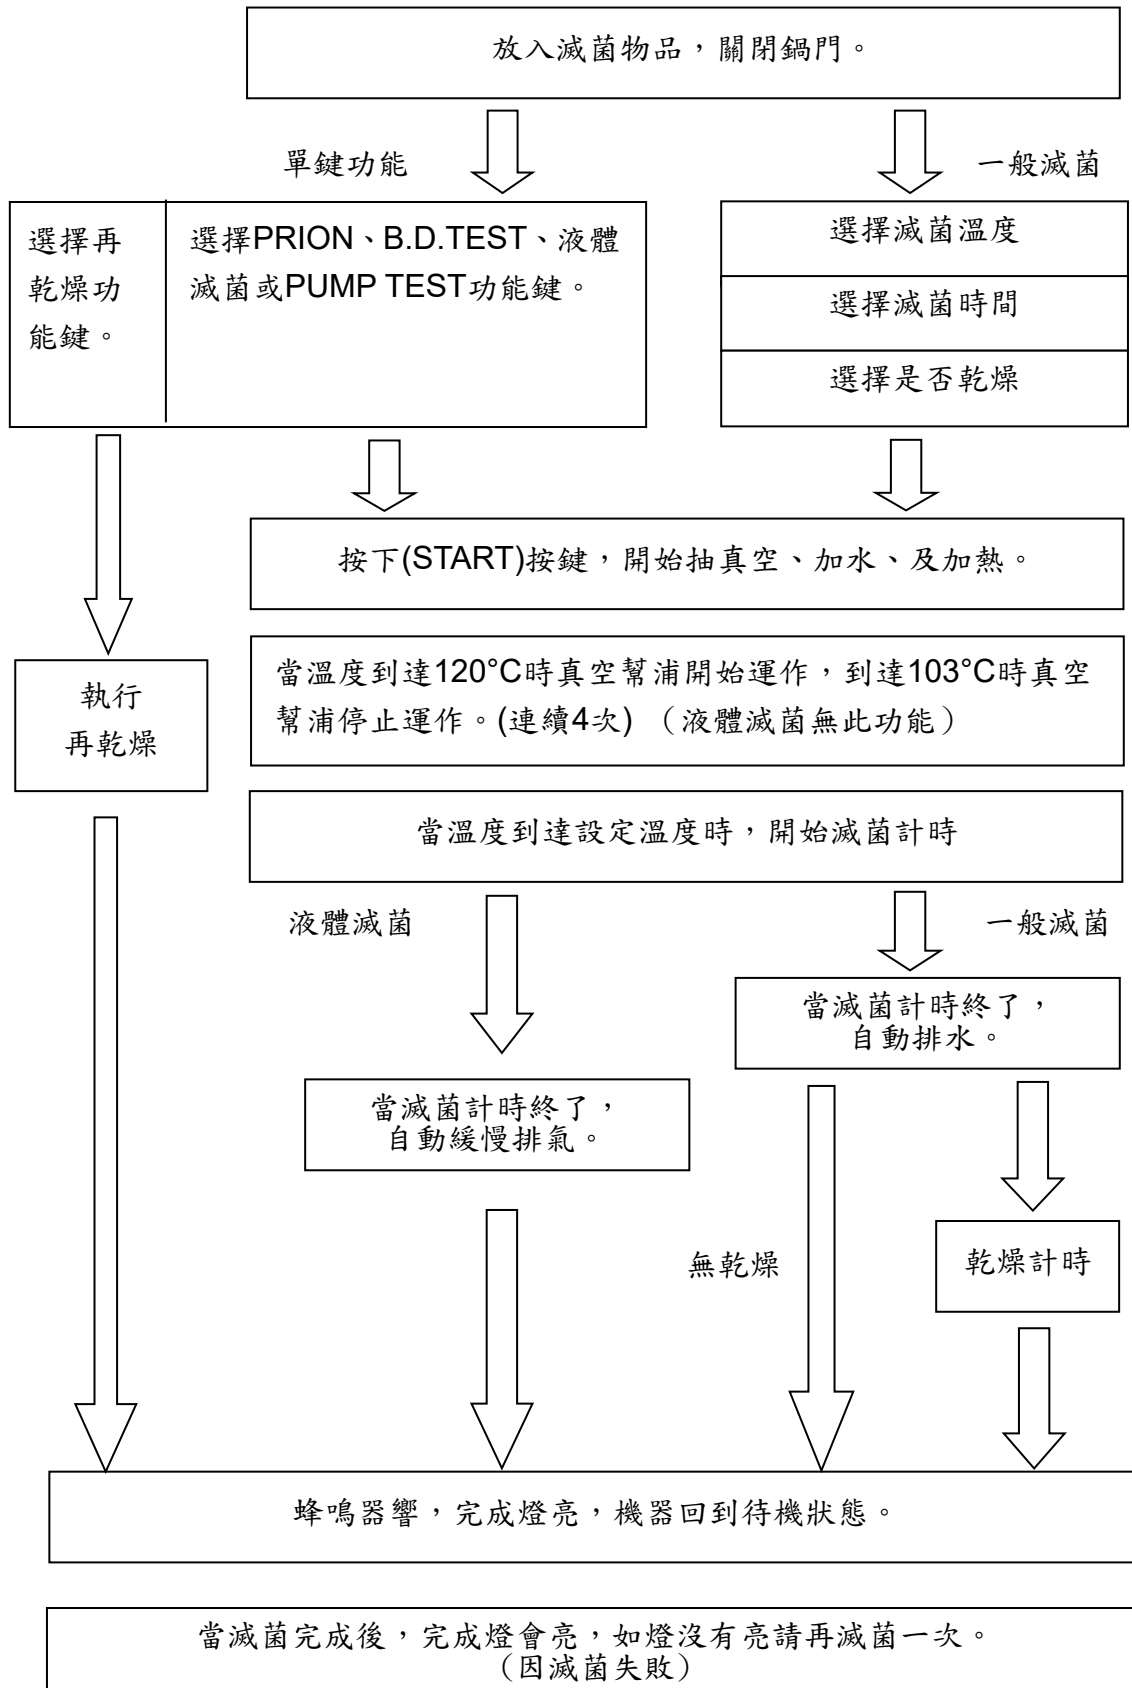 放入滅菌物品，關閉鍋門。
單鍵功能
一般滅菌
選擇再
乾燥功
能鍵。
選擇PRION、B.D.TEST、液體
滅菌或PUMP TEST功能鍵。
選擇滅菌溫度
選擇滅菌時間
選擇是否乾燥
按下(START)按鍵，開始抽真空、加水、及加熱。
執行
再乾燥
當溫度到達120°C時真空幫浦開始運作，到達103°C時真空
幫浦停止運作。(連續4次) （液體滅菌無此功能）
當溫度到達設定溫度時，開始滅菌計時
液體滅菌
一般滅菌
當滅菌計時終了，
自動排水。
當滅菌計時終了，
自動緩慢排氣。
無乾燥
乾燥計時
蜂鳴器響，完成燈亮，機器回到待機狀態。
當滅菌完成後，完成燈會亮，如燈沒有亮請再滅菌一次。
（因滅菌失敗）